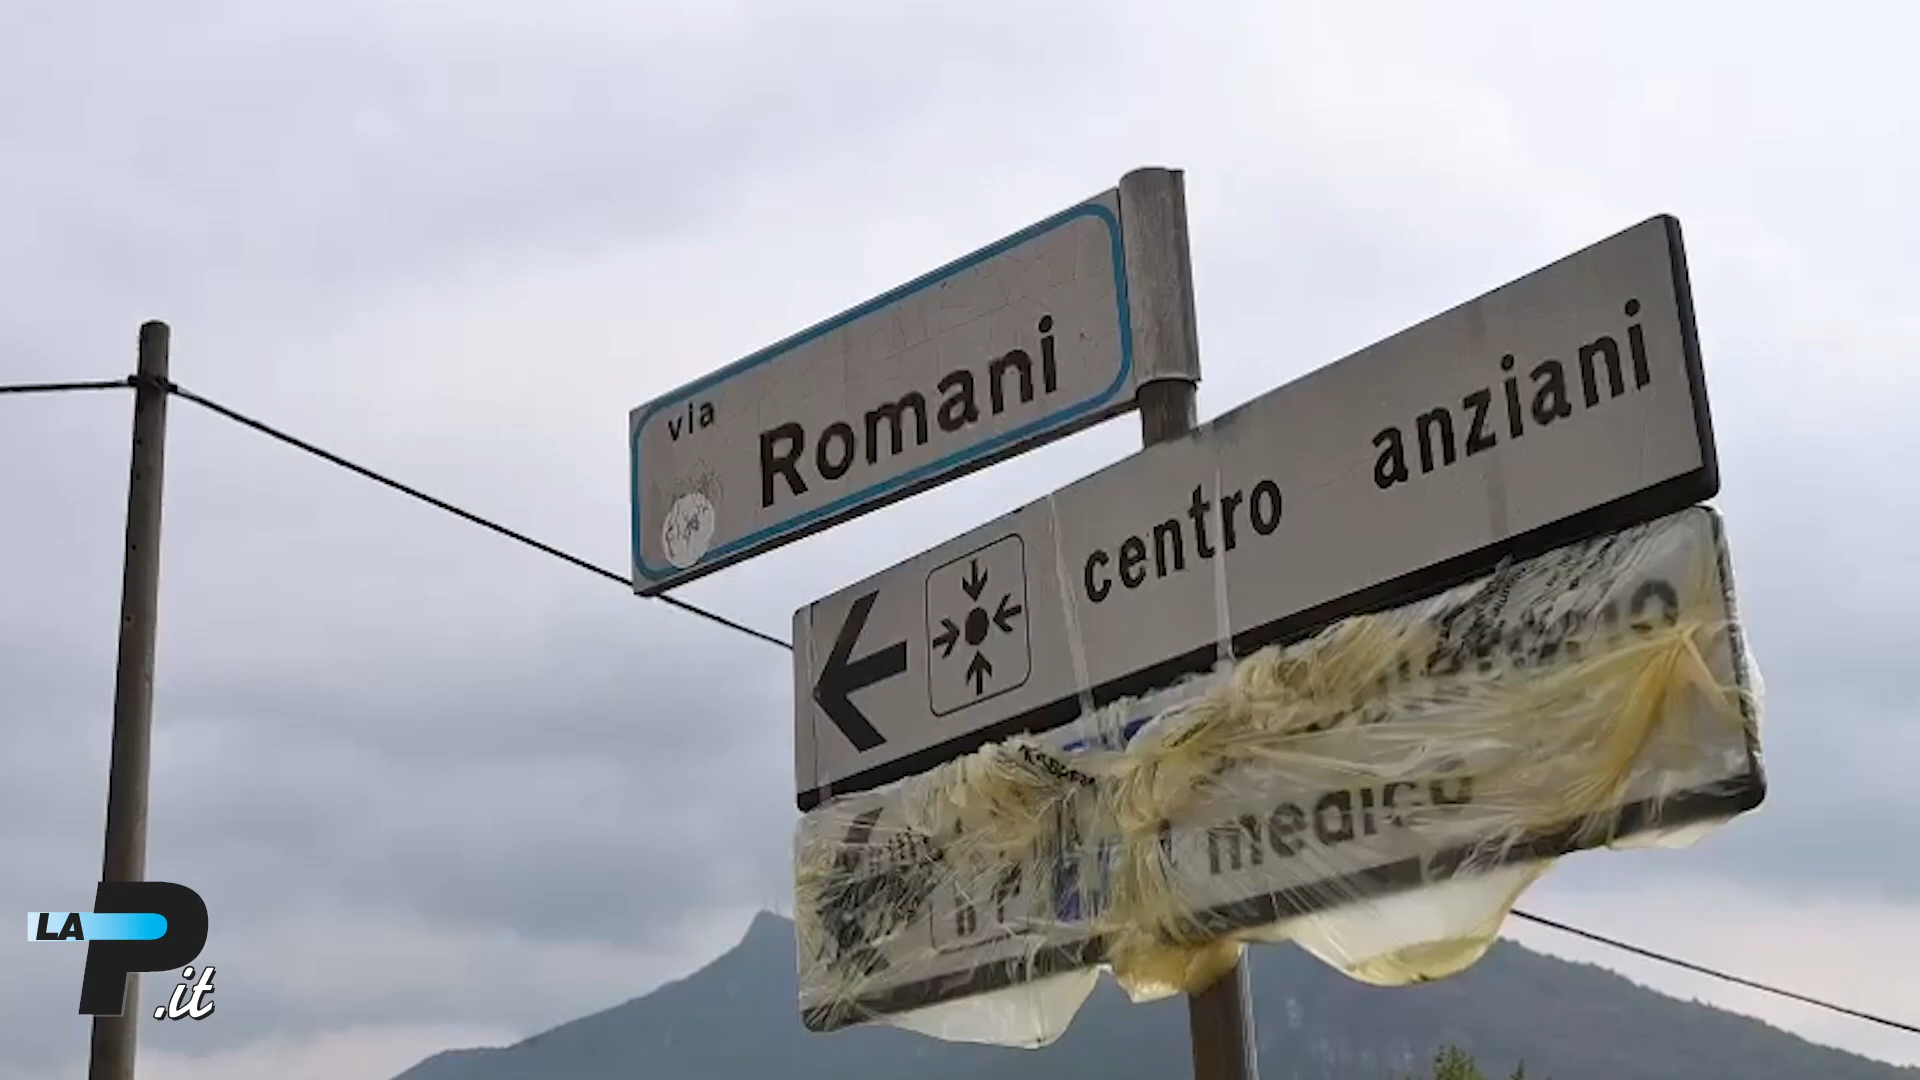 via
Romani
centro anziani
medico
LA P.it